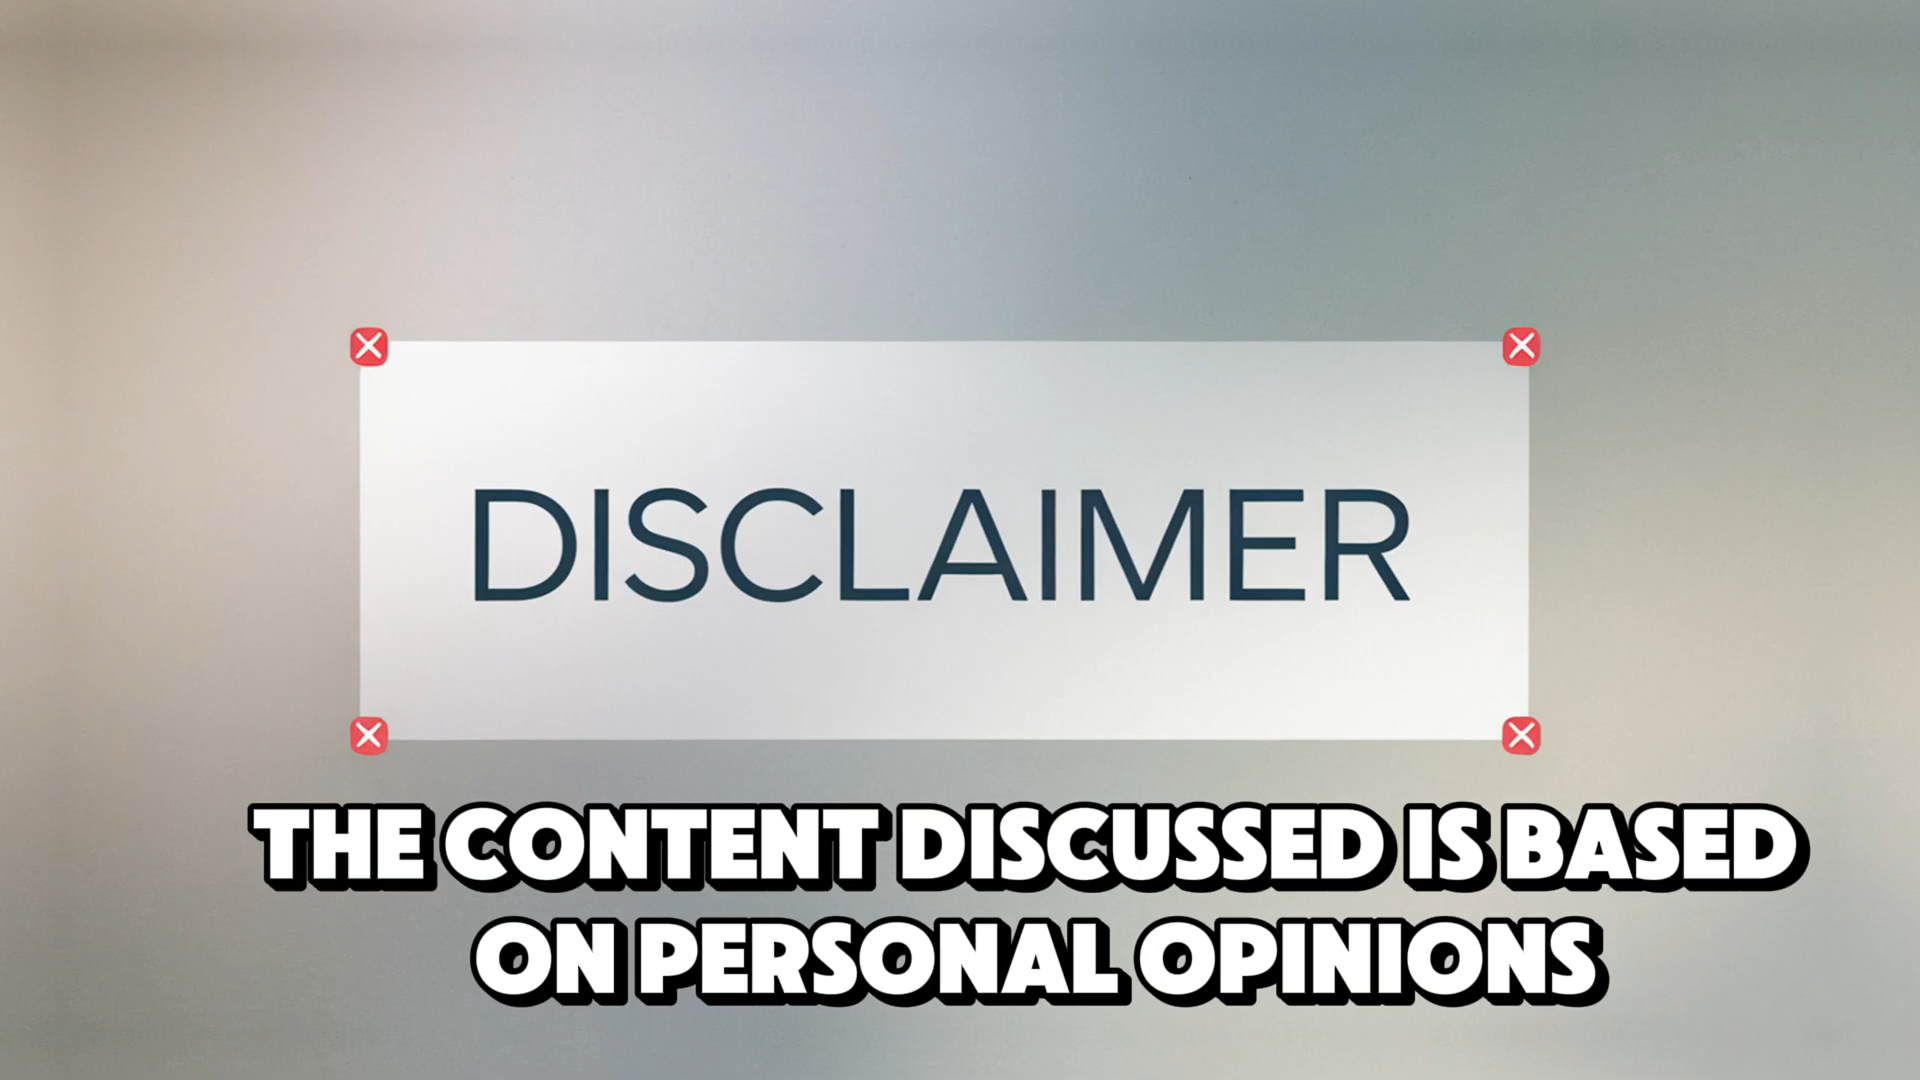 DISCLAIMER
THE CONTENT DISCUSSED IS BASED
ON PERSONAL OPINIONS